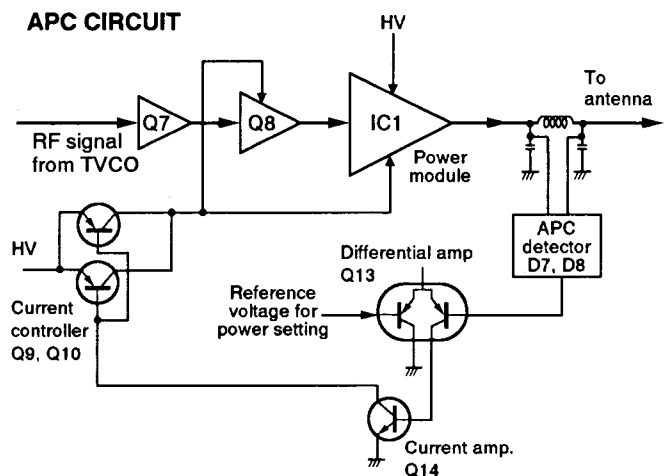 APC CIRCUIT
HV
To
antenna
Q7
Q8
IC1
RF signal
from TVCO
Power
module
APC
detector
D7, D8
HV
Differential amp
Q13
Reference
voltage for
power setting
Current
controller
Q9, Q10
Current amp.
Q14